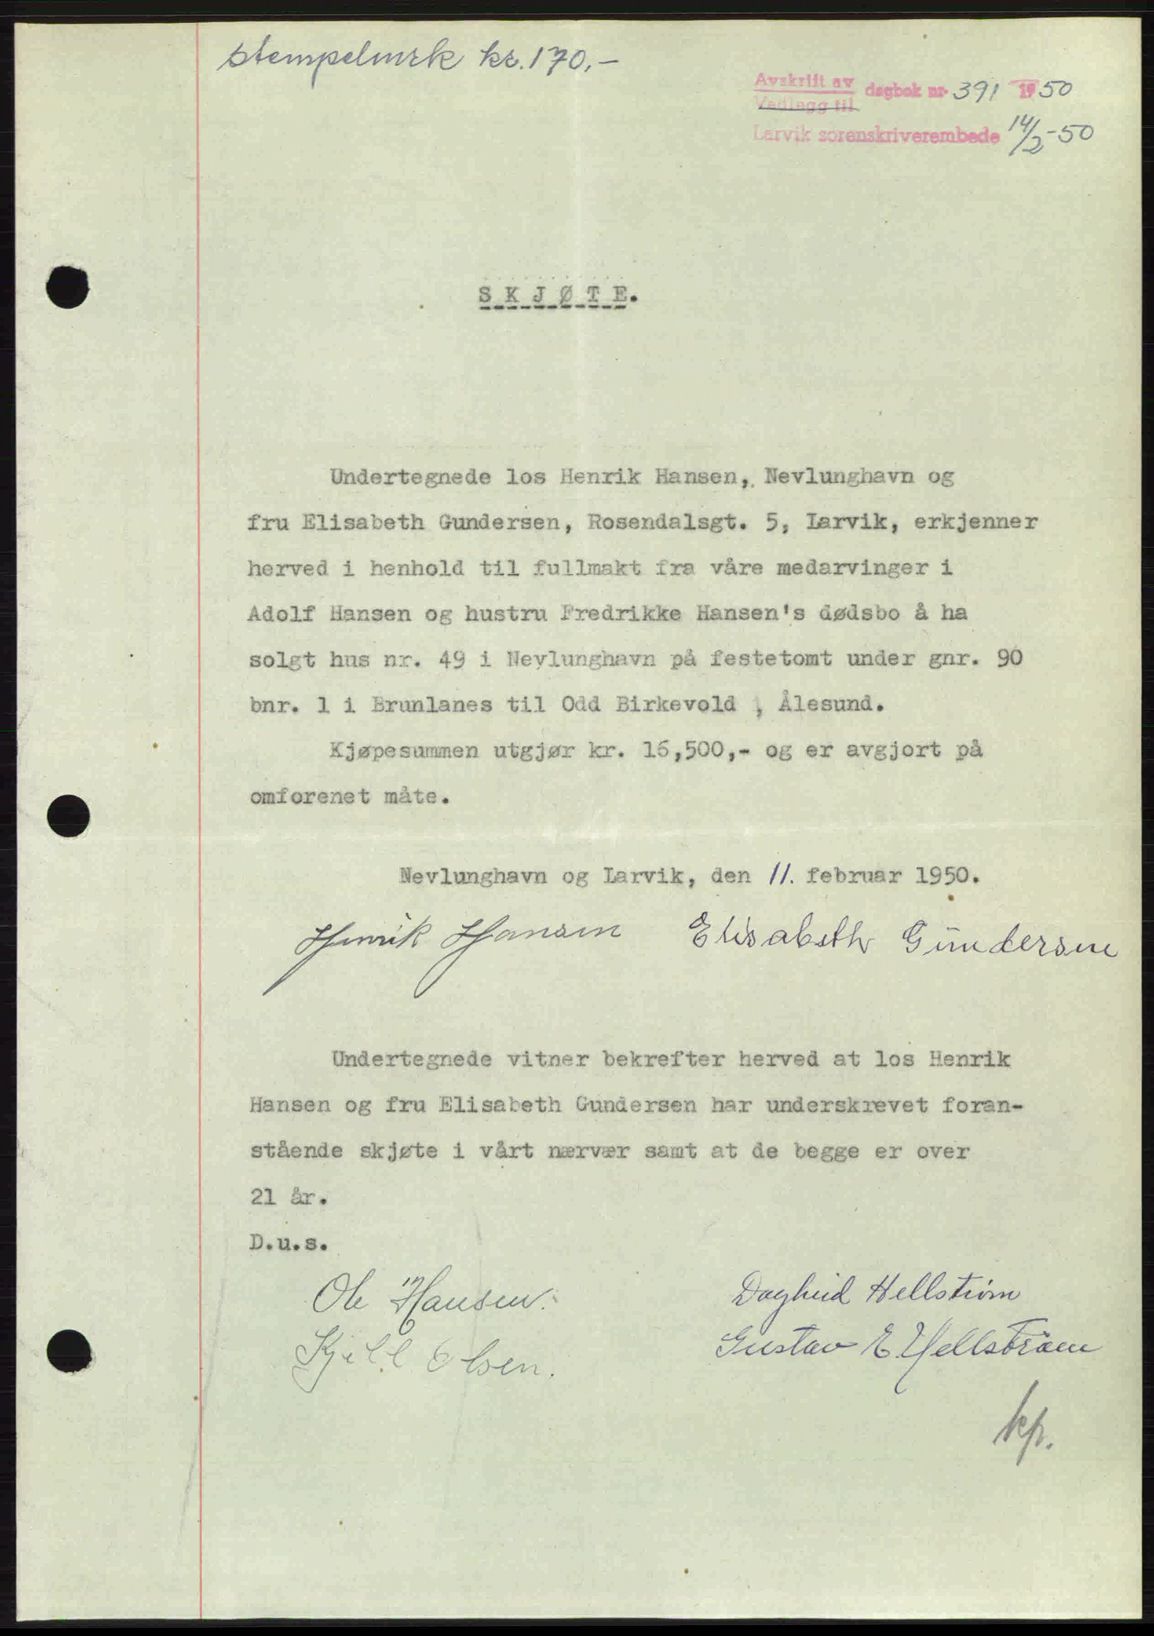 Stempelmrk kr. 170,-
Avskrift av dagbok nr. 391 1950
Vedlegg til
Larvik sorenskriverembede 14/2-50
SKJØTE.
Undertegnede los Henrik Hansen, Nevlunghavn og
fru Elisabeth Gundersen, Rosendalsgt. 5, Larvik, erkjenner
herved i henhold til fullmakt fra våre medarvinger i
Adolf Hansen og hustru Fredrikke Hansen's dødsbo å ha
solgt hus nr. 49 i Nevlunghavn på festetomt under gnr. 90
bnr. 1 i Brunlanes til Odd Birkevold , Ålesund.
Kjøpesummen utgjør kr. 16,500,- og er avgjort på
omforenet måte.
Nevlunghavn og Larvik, den 11. februar 1950.
Henrik Hansen Elisabeth Gundersen
Undertegnede vitner bekrefter herved at los Henrik
Hansen og fru Elisabeth Gundersen har underskrevet foran-
stående skjøte i vårt nærvær samt at de begge er over
21 år.
D.u.s.
Ole Hansen. Daghild Hellstrøm
Kjell Olsen. Gustav E Hellstrøm
kp.